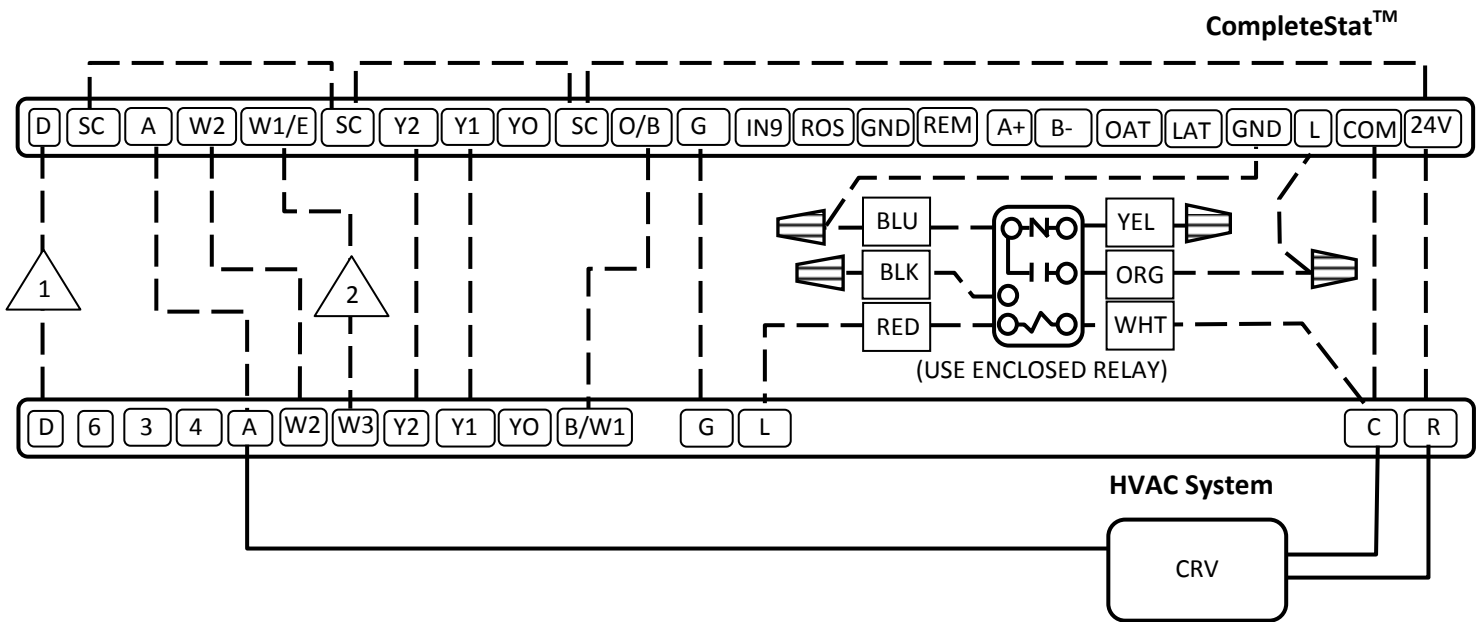 CompleteStat™
D SC A W2 W1/E SC Y2 Y1 YO SC O/B G IN9 ROS GND REM A+ B- OAT LAT GND L COM 24V
BLU YEL
1 2
BLK ORG
RED WHT
(USE ENCLOSED RELAY)
D 6 3 4 A W2 W3 Y2 Y1 YO B/W1 G L C R
HVAC System
CRV